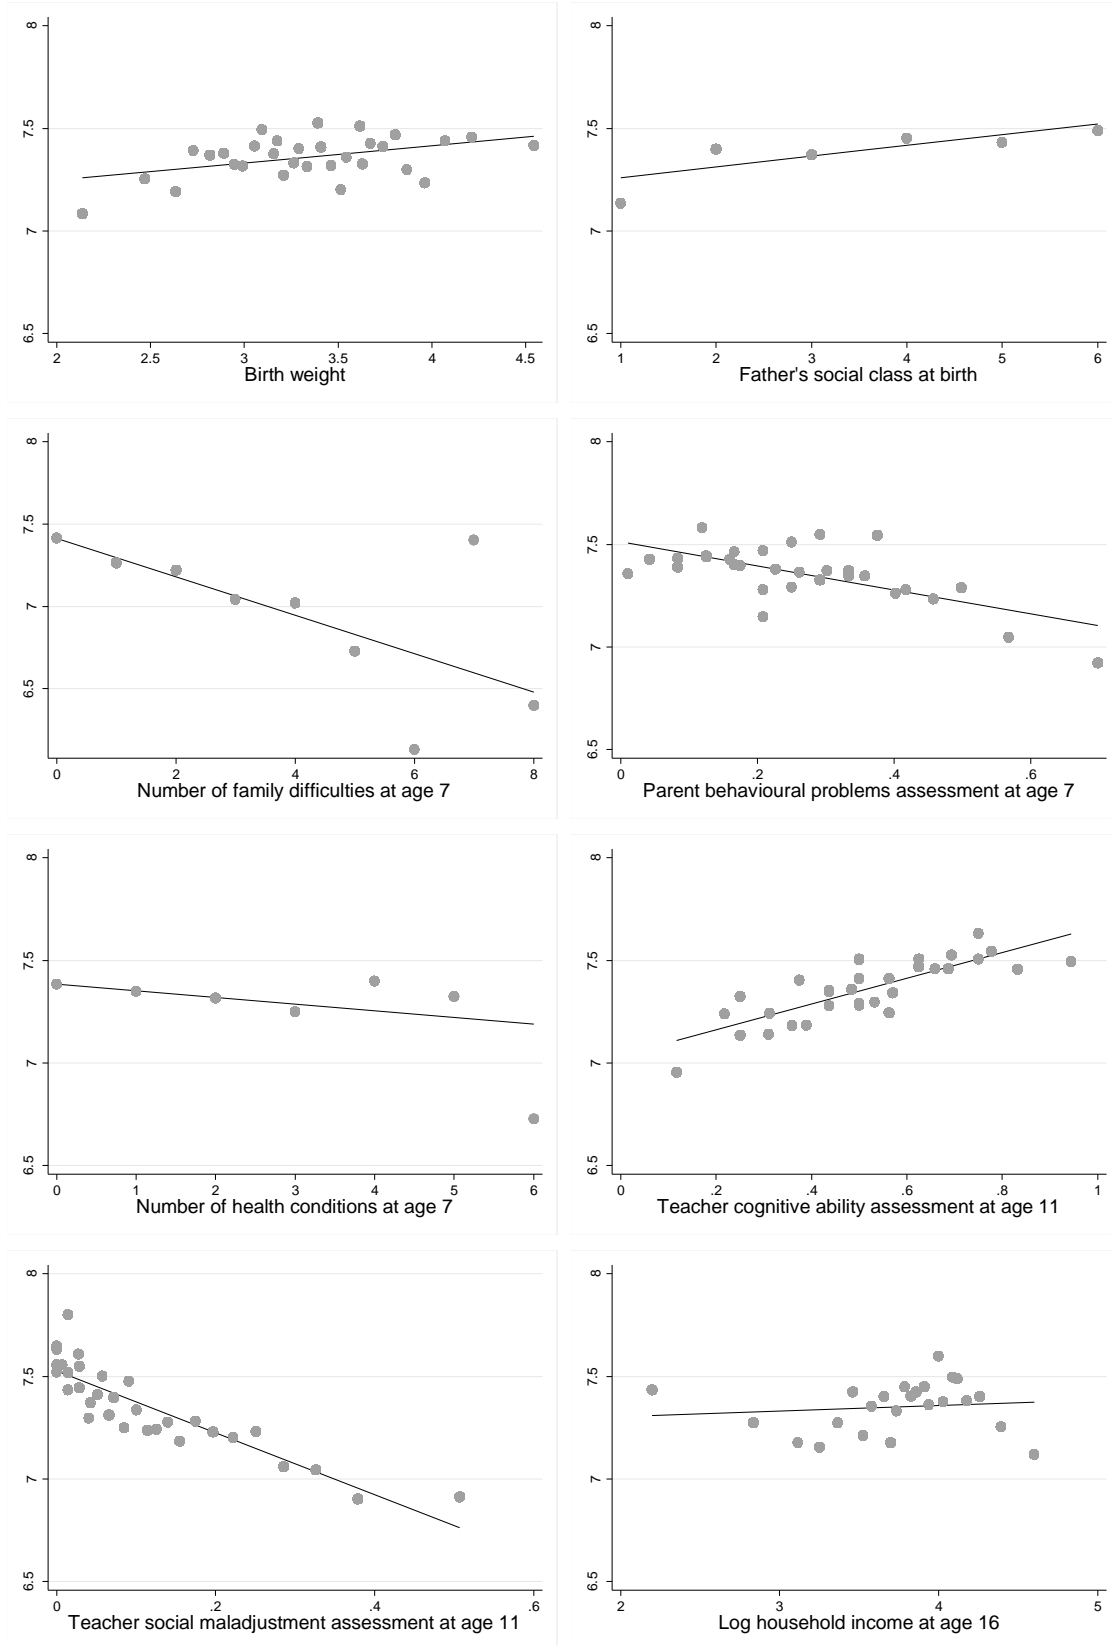 8
7.5
7
6.5
2 2.5 3 3.5 4 4.5
Birth weight
8
7.5
7
6.5
1 2 3 4 5 6
Father's social class at birth
8
7.5
7
6.5
0 2 4 6 8
Number of family difficulties at age 7
8
7.5
7
6.5
0 .2 .4 .6
Parent behavioural problems assessment at age 7
8
7.5
7
6.5
0 1 2 3 4 5 6
Number of health conditions at age 7
8
7.5
7
6.5
0 .2 .4 .6 .8 1
Teacher cognitive ability assessment at age 11
8
7.5
7
6.5
0 .2 .4 .6
Teacher social maladjustment assessment at age 11
8
7.5
7
6.5
2 3 4 5
Log household income at age 16